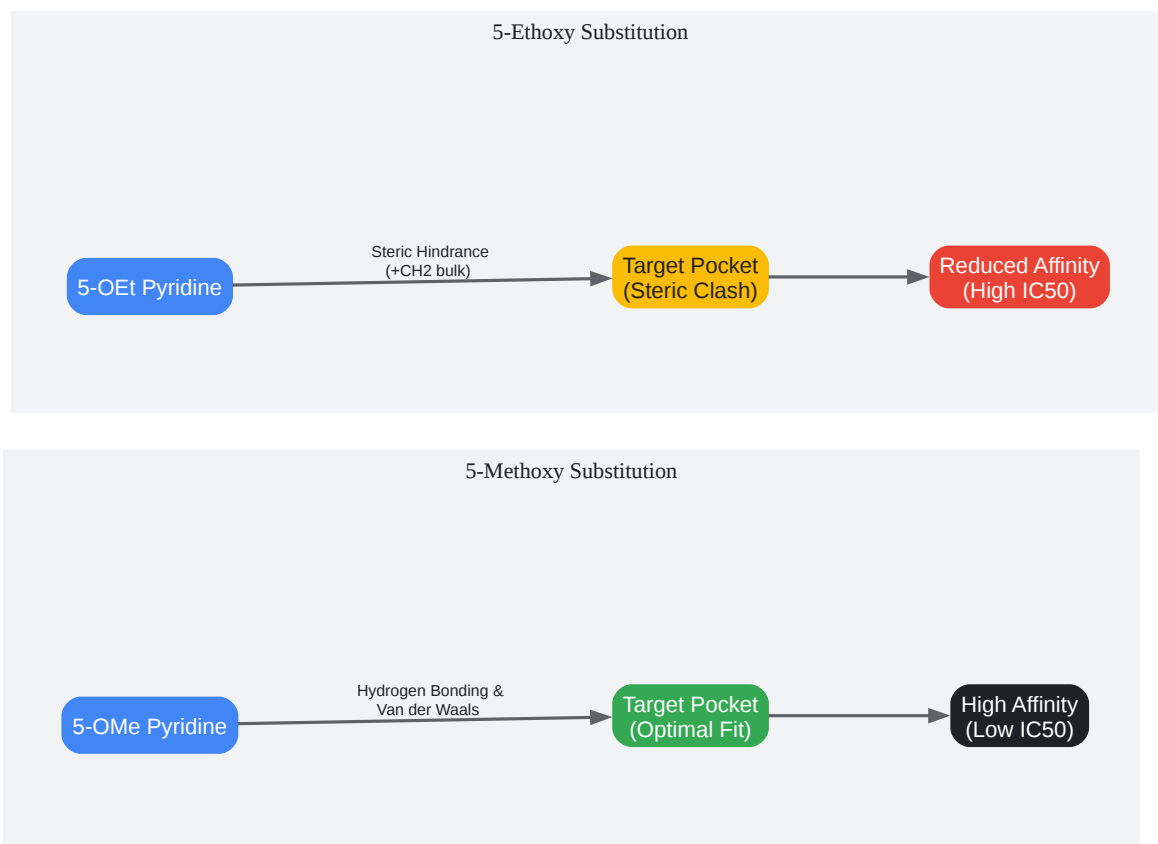 5-Ethoxy Substitution
Steric Hindrance
(+CH2 bulk)
5-OEt Pyridine
Target Pocket
(Steric Clash)
Reduced Affinity
(High IC50)
5-Methoxy Substitution
Hydrogen Bonding &
Van der Waals
5-OMe Pyridine
Target Pocket
(Optimal Fit)
High Affinity
(Low IC50)